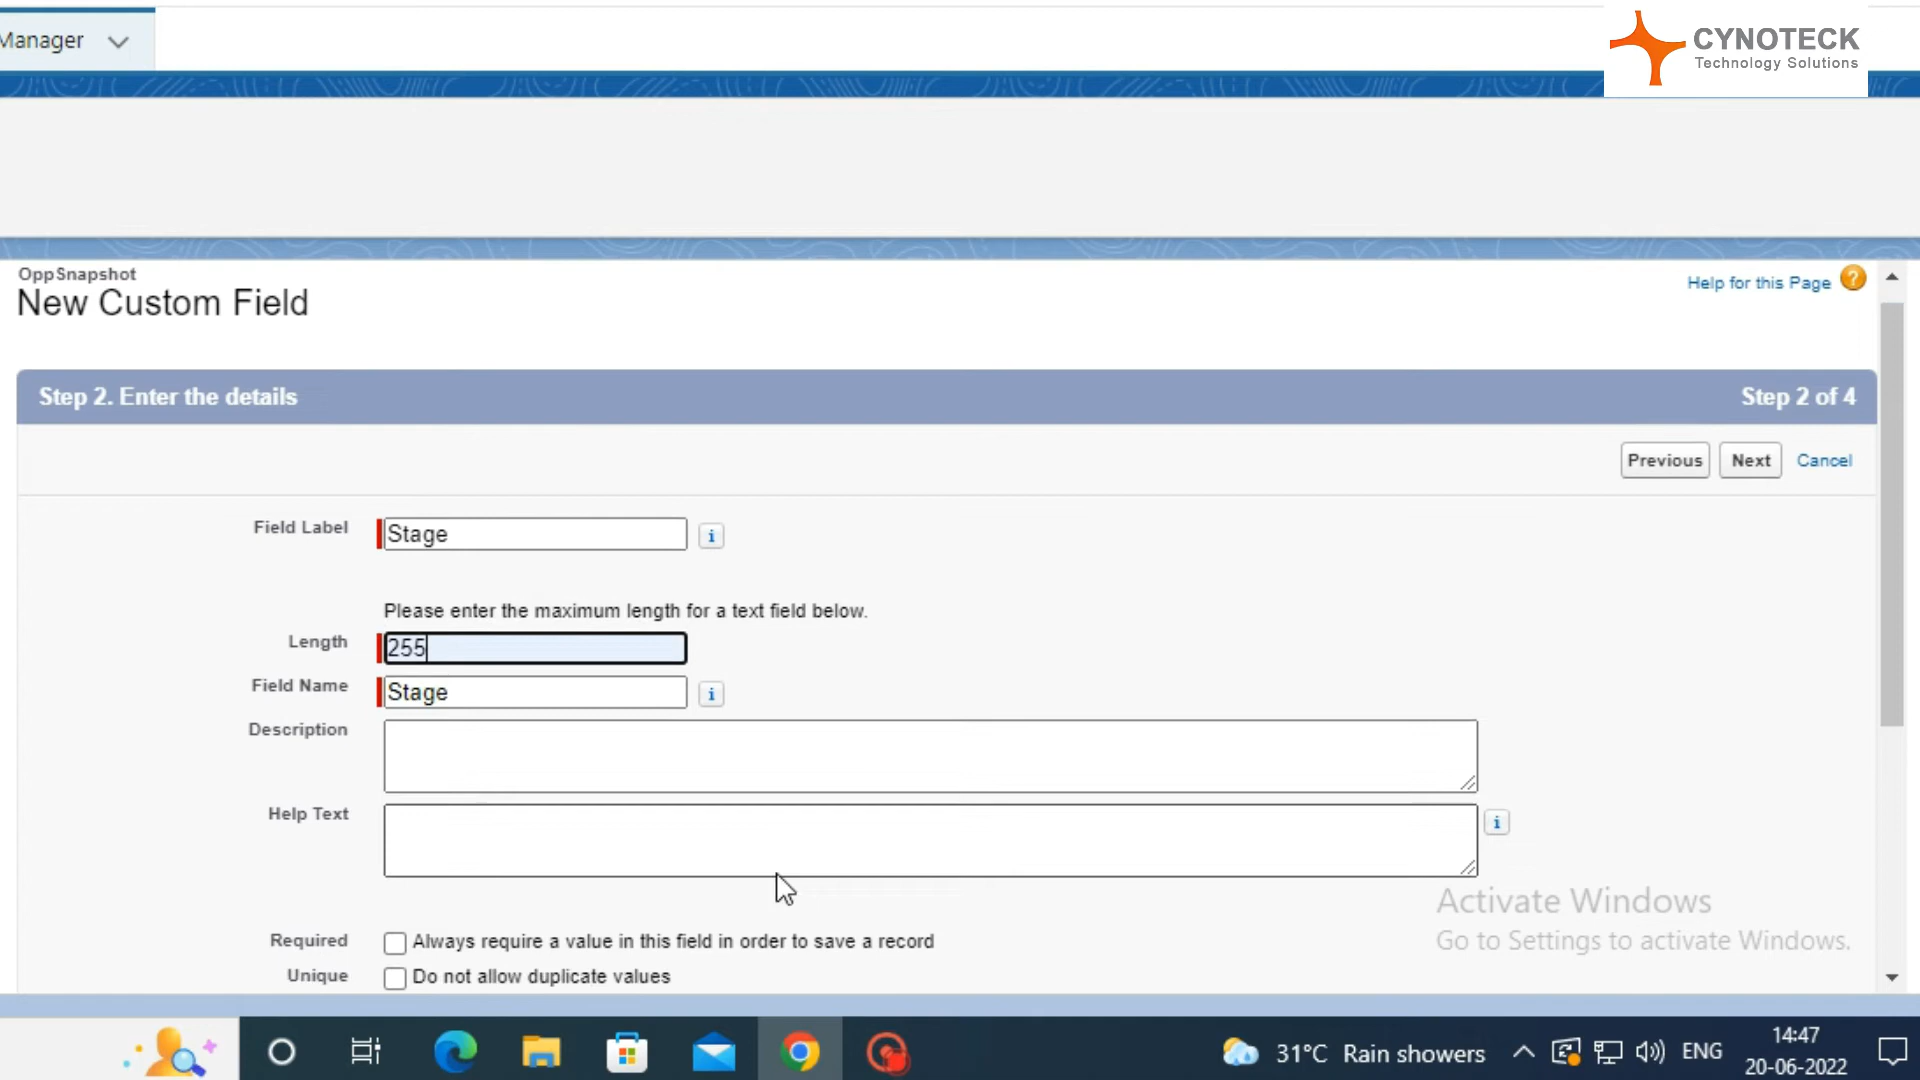 Manager
CYNOTECK
Technology Solutions
OppSnapshot
New Custom Field
Help for this Page
?
Step 2. Enter the details
Step 2 of 4
Previous
Next
Cancel
Field Label
Stage
i
Please enter the maximum length for a text field below.
Length
255
Field Name
Stage
i
Description
Help Text
i
Activate Windows
Go to Settings to activate Windows.
Required
Always require a value in this field in order to save a record
Unique
Do not allow duplicate values
31°C Rain showers
ENG
14:47
20-06-2022